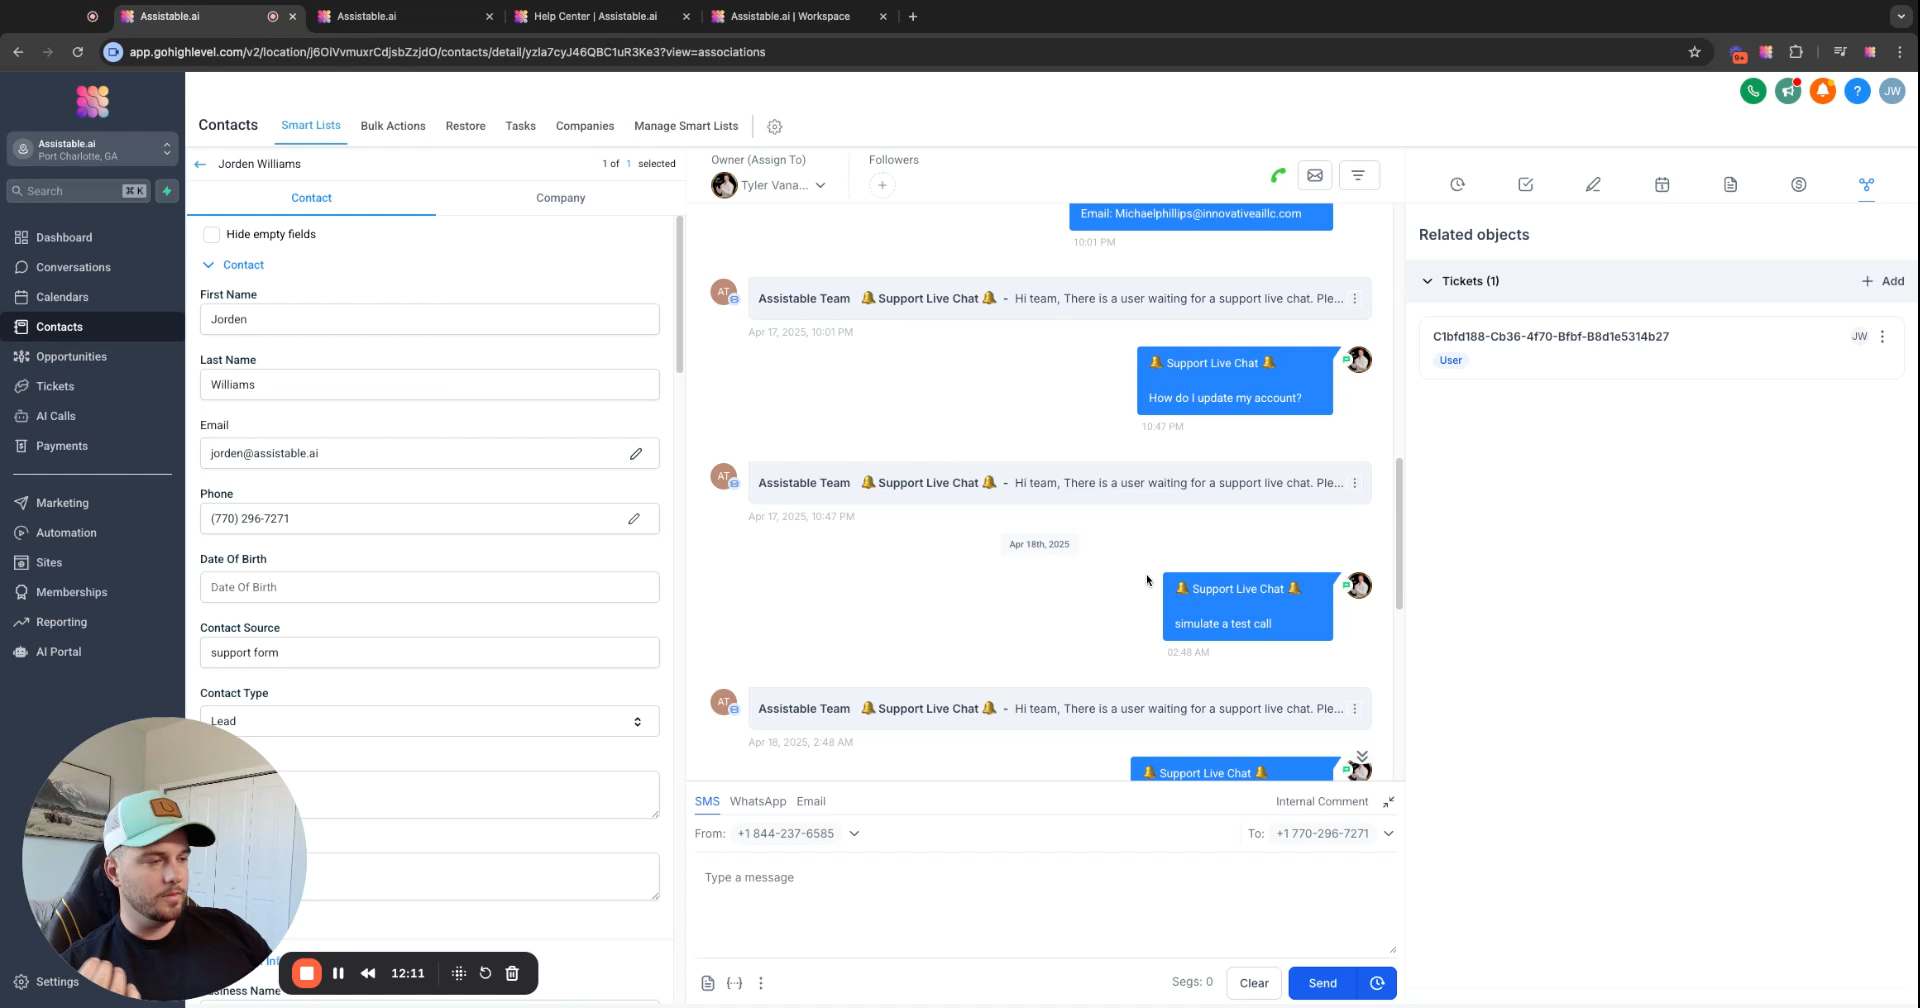 Assistable.ai
Assistable.ai
Help Center | Assistable.ai
Assistable.ai | Workspace
app.gohighlevel.com/v2/location/j6OiVvmuxrCdjsbZzjdO/contacts/detail/yzla7cyJ46QBC1uR3Ke3?view=associations
9+
Assistable.ai
Port Charlotte, GA
Search
⌘ K
Dashboard
Conversations
Calendars
Contacts
Opportunities
Tickets
AI Calls
Payments
Marketing
Automation
Sites
Memberships
Reporting
AI Portal
Settings
Contacts
Smart Lists
Bulk Actions
Restore
Tasks
Companies
Manage Smart Lists
JW
Jorden Williams
1 of 1 selected
Contact
Company
Hide empty fields
Contact
First Name
Jorden
Last Name
Williams
Email
jorden@assistable.ai
Phone
(770) 296-7271
Date Of Birth
Date Of Birth
Contact Source
support form
Contact Type
Lead
12:11
Owner (Assign To)
Tyler Vana...
Followers
Email: Michaelphillips@innovativeaillc.com
10:01 PM
AT
Assistable Team 🔔 Support Live Chat 🔔 - Hi team, There is a user waiting for a support live chat. Ple...
Apr 17, 2025, 10:01 PM
🔔 Support Live Chat 🔔
How do I update my account?
10:47 PM
AT
Assistable Team 🔔 Support Live Chat 🔔 - Hi team, There is a user waiting for a support live chat. Ple...
Apr 17, 2025, 10:47 PM
Apr 18th, 2025
🔔 Support Live Chat 🔔
simulate a test call
02:48 AM
AT
Assistable Team 🔔 Support Live Chat 🔔 - Hi team, There is a user waiting for a support live chat. Ple...
Apr 18, 2025, 2:48 AM
🔔 Support Live Chat 🔔
SMS
WhatsApp
Email
Internal Comment
From: +1 844-237-6585
To: +1 770-296-7271
Type a message
Segs: 0
Clear
Send
Related objects
Tickets (1)
Add
C1bfd188-Cb36-4f70-Bfbf-B8d1e5314b27
JW
User